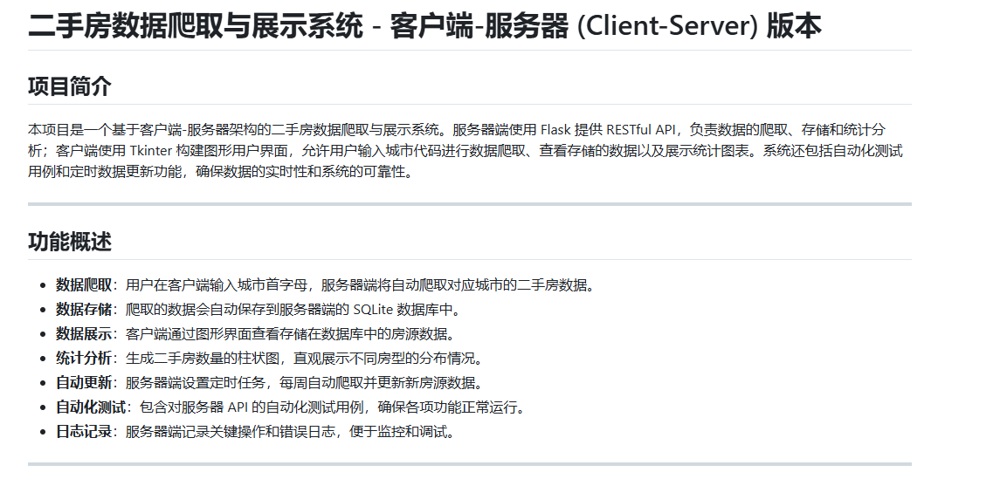 二手房数据爬取与展示系统 - 客户端-服务器 (Client-Server) 版本
项目简介
本项目是一个基于客户端-服务器架构的二手房数据爬取与展示系统。服务器端使用 Flask 提供 RESTful API，负责数据的爬取、存储和统计分
析；客户端使用 Tkinter 构建图形用户界面，允许用户输入城市代码进行数据爬取、查看存储的数据以及展示统计图表。系统还包括自动化测试
用例和定时数据更新功能，确保数据的实时性和系统的可靠性。
功能概述
• 数据爬取：用户在客户端输入城市首字母，服务器端将自动爬取对应城市的二手房数据。
• 数据存储：爬取的数据会自动保存到服务器端的 SQLite 数据库中。
• 数据展示：客户端通过图形界面查看存储在数据库中的房源数据。
• 统计分析：生成二手房数量的柱状图，直观展示不同房型的分布情况。
• 自动更新：服务器端设置定时任务，每周自动爬取并更新新房源数据。
• 自动化测试：包含对服务器 API 的自动化测试用例，确保各项功能正常运行。
• 日志记录：服务器端记录关键操作和错误日志，便于监控和调试。